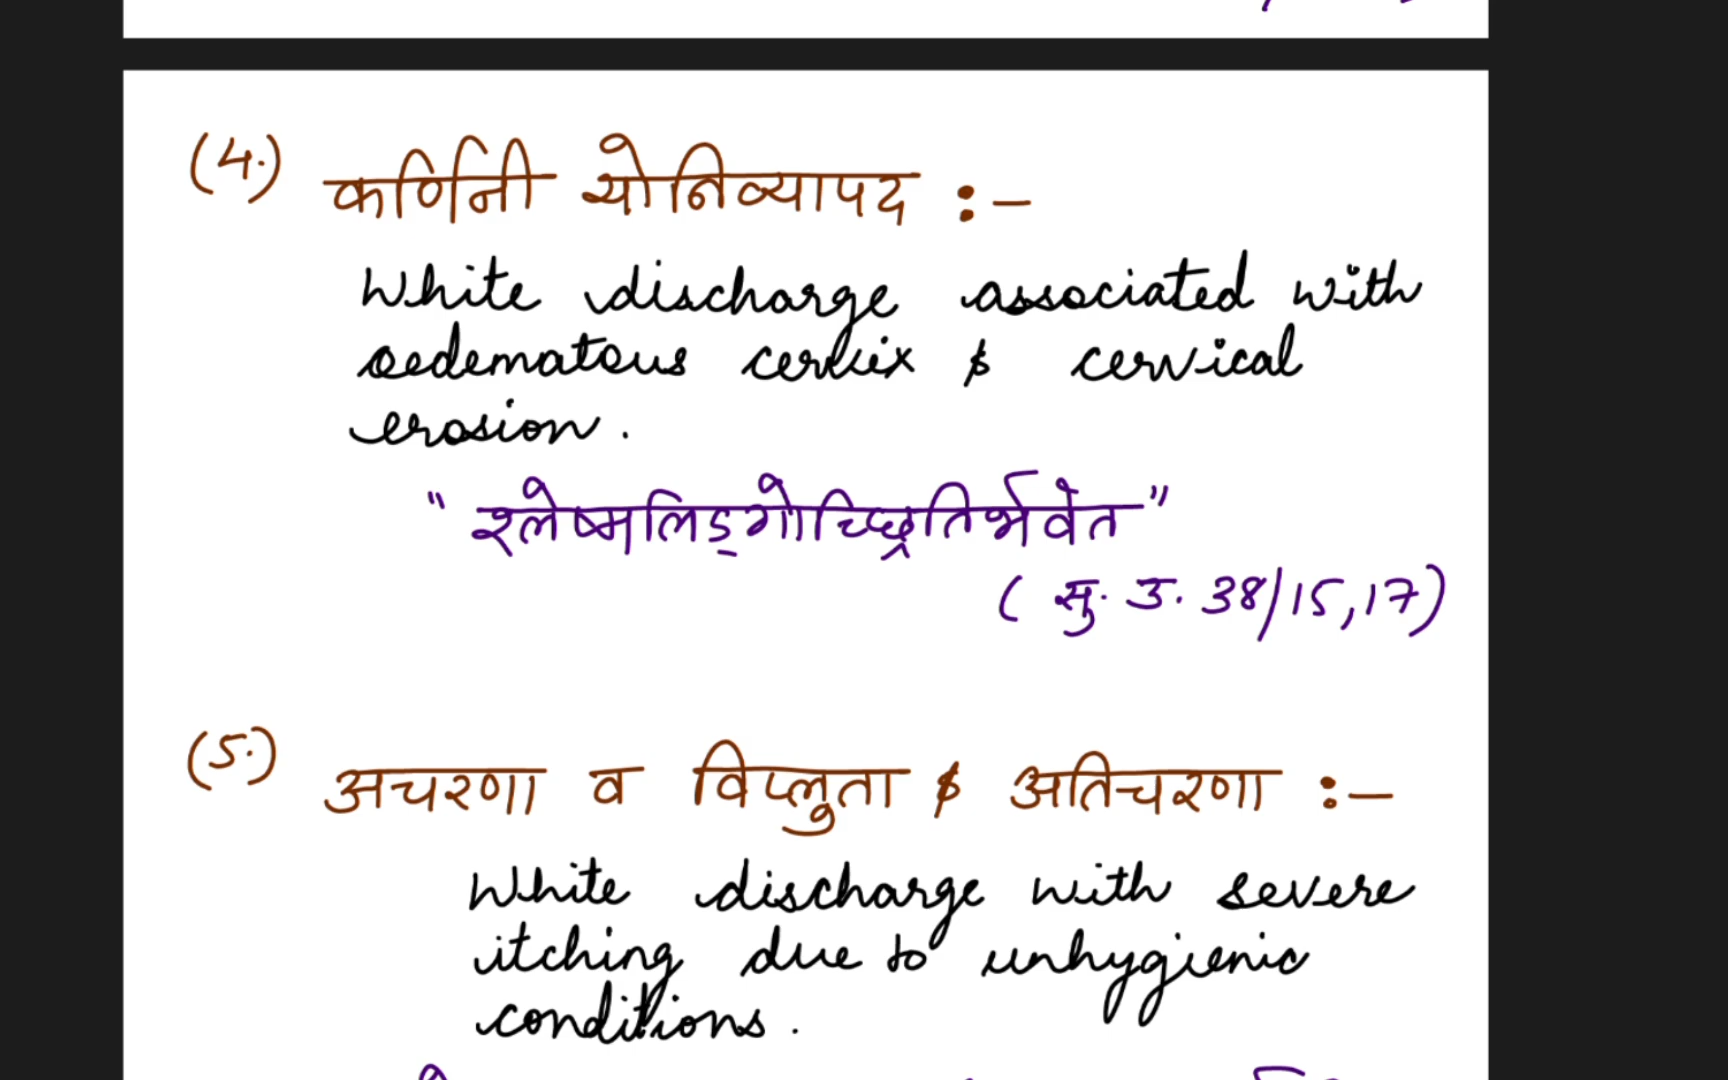 (4.) कर्णिनी योनिव्यापद :-
White discharge associated with
oedematous cervix & cervical
erosion.
"श्लेष्मलिङ्गोच्छ्रितिर्भवेत"
( सु. उ. 38/15,17)
(5.) अचरणा व विप्लुता & अतिचरणा :-
White discharge with severe
itching due to unhygienic
conditions.